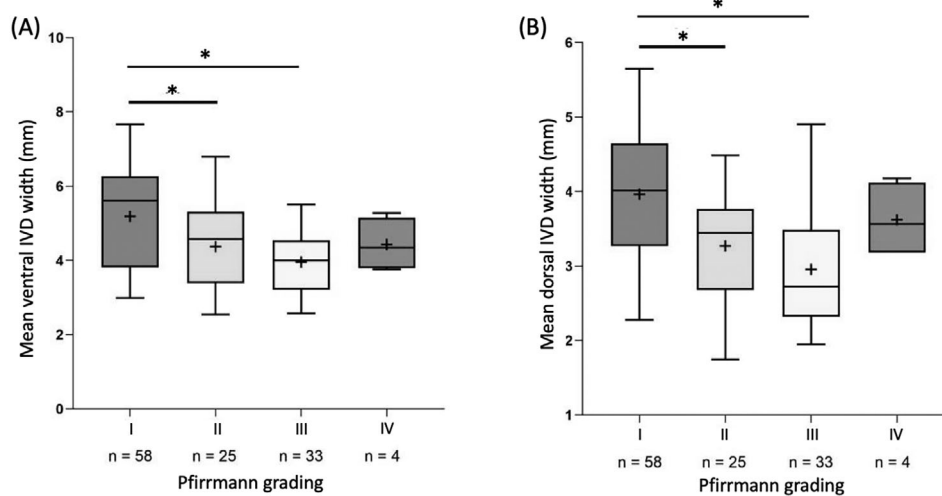 (A)
Mean ventral IVD width (mm)
10
8
6
4
2
0
*
*
I II III IV
n = 58 n = 25 n = 33 n = 4
Pfirrmann grading
(B)
Mean dorsal IVD width (mm)
6
5
4
3
2
1
*
*
I II III IV
n = 58 n = 25 n = 33 n = 4
Pfirrmann grading